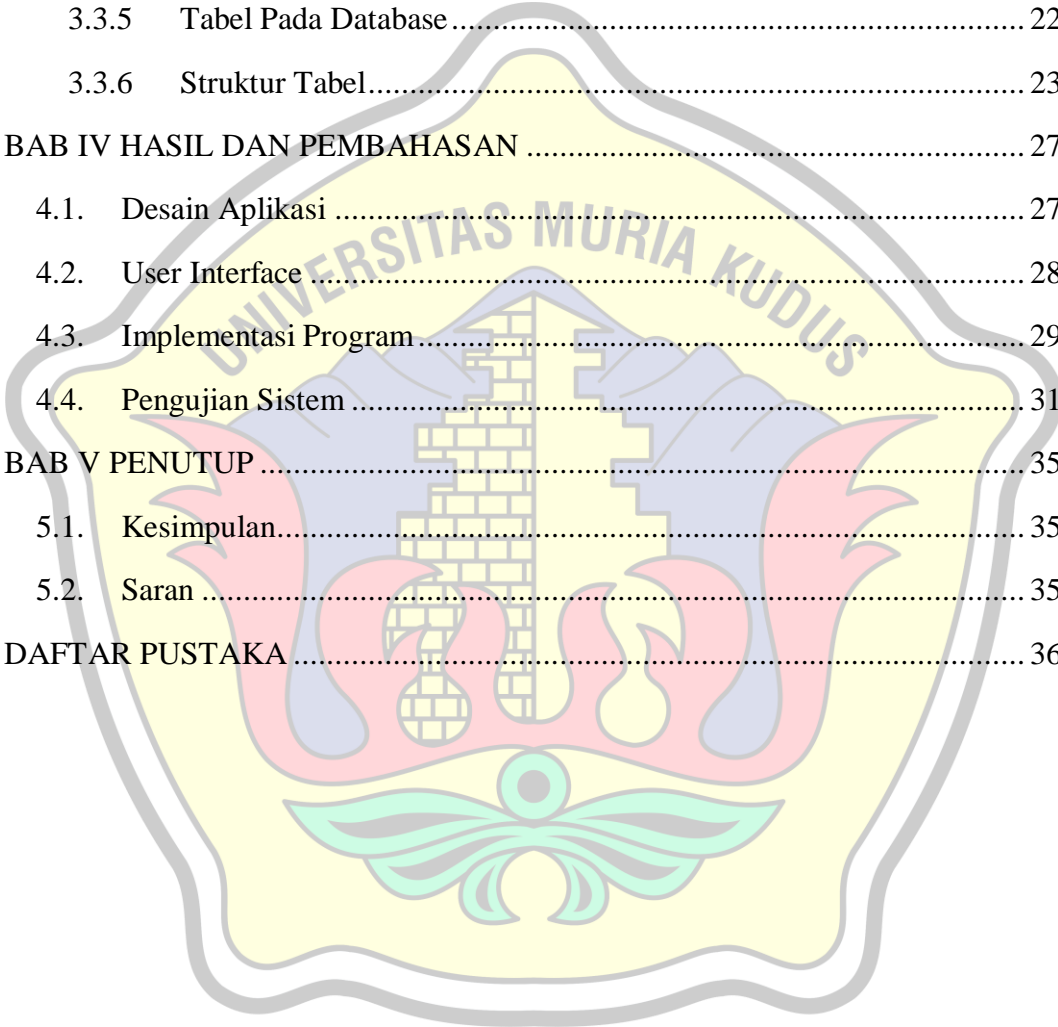 3.3.5 Tabel Pada Database ........................ 22
3.3.6 Struktur Tabel ........................ 23
BAB IV HASIL DAN PEMBAHASAN ........................ 27
4.1. Desain Aplikasi ........................ 27
UNIVERSITAS MURIA KUDUS
4.2. User Interface ........................ 28
4.3. Implementasi Program ........................ 29
4.4. Pengujian Sistem ........................ 31
BAB V PENUTUP ........................ 35
5.1. Kesimpulan ........................ 35
5.2. Saran ........................ 35
DAFTAR PUSTAKA ........................ 36